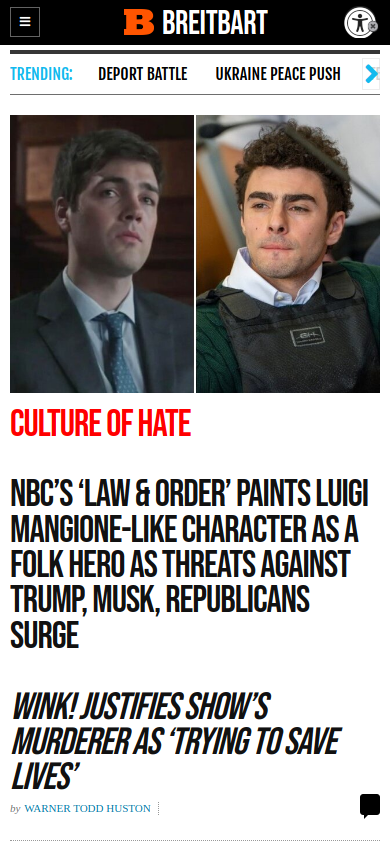 BREITBART
TRENDING: DEPORT BATTLE UKRAINE PEACE PUSH
CULTURE OF HATE
NBC'S ‘LAW & ORDER’ PAINTS LUIGI
MANGIONE-LIKE CHARACTER AS A
FOLK HERO AS THREATS AGAINST
TRUMP, MUSK, REPUBLICANS
SURGE
WINK! JUSTIFIES SHOW’S
MURDERER AS ‘TRYING TO SAVE
LIVES’
by WARNER TODD HUSTON